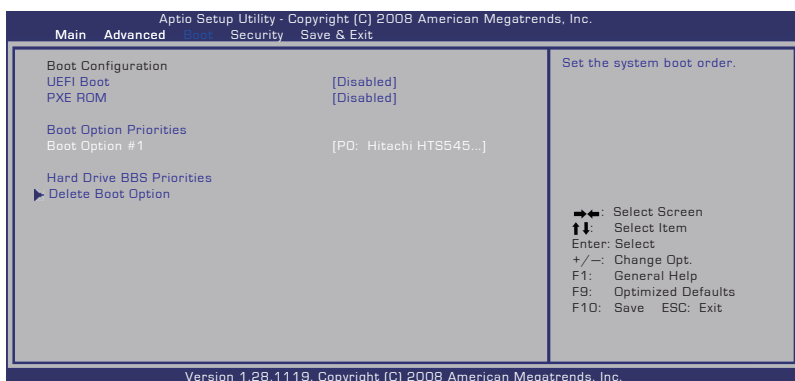 Aptio Setup Utility - Copyright (C) 2008 American Megatrends, Inc.
Main Advanced Boot Security Save & Exit
Boot Configuration
UEFI Boot [Disabled]
PXE ROM [Disabled]
Boot Option Priorities
Boot Option #1 [P0: Hitachi HTS545...]
Hard Drive BBS Priorities
Delete Boot Option
Set the system boot order.
→←: Select Screen
↑↓: Select Item
Enter: Select
+/—: Change Opt.
F1: General Help
F9: Optimized Defaults
F10: Save ESC: Exit
Version 1.28.1119. Copyright (C) 2008 American Megatrends, Inc.